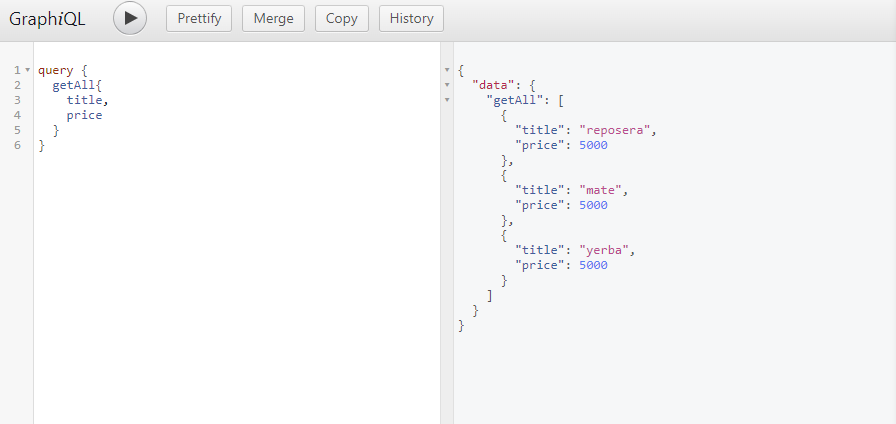 GraphiQL Prettify Merge Copy History
1 query {
2   getAll{
3     title,
4     price
5   }
6 }
{
  "data": {
    "getAll": [
      {
        "title": "reposera",
        "price": 5000
      },
      {
        "title": "mate",
        "price": 5000
      },
      {
        "title": "yerba",
        "price": 5000
      }
    ]
  }
}